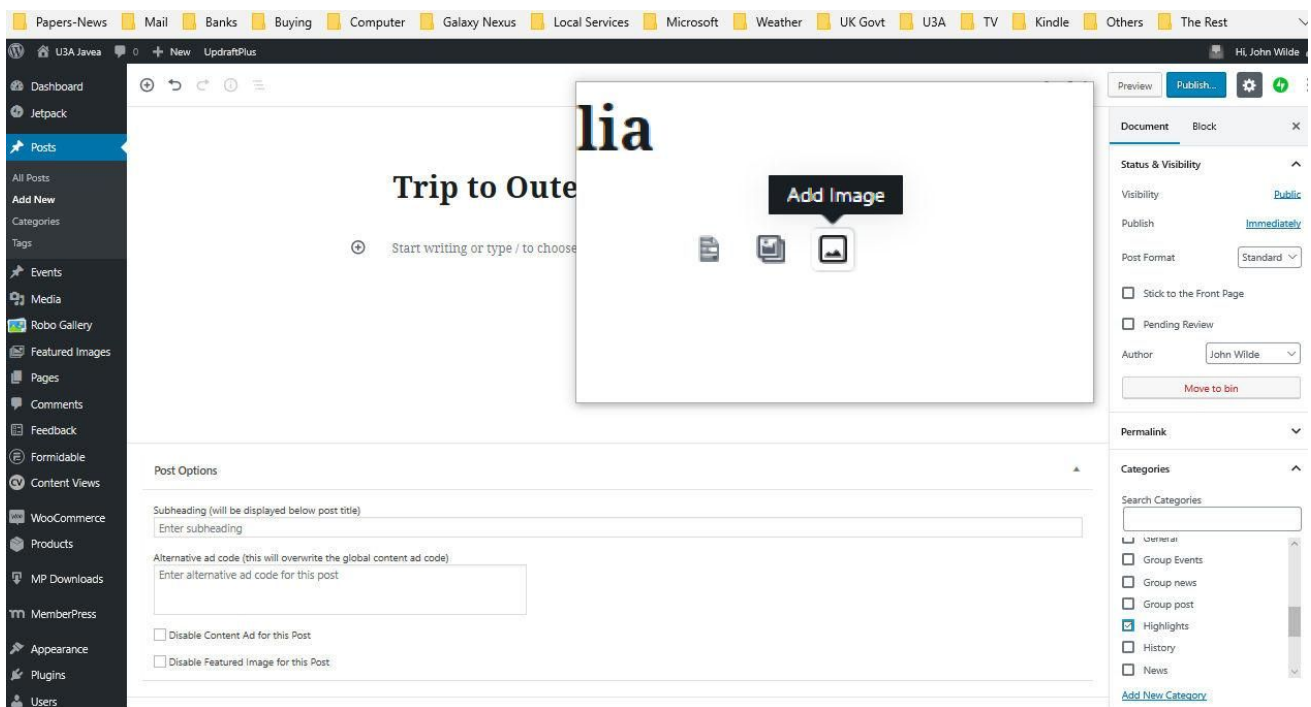 Papers-News Mail Banks Buying Computer Galaxy Nexus Local Services Microsoft Weather UK Govt U3A TV Kindle Others The Rest
U3A Javea 0 + New UpdraftPlus Hi, John Wilde
Dashboard
Jetpack
Posts
All Posts
Add New
Categories
Tags
Events
Media
Robo Gallery
Featured Images
Pages
Comments
Feedback
Formidable
Content Views
WooCommerce
Products
MP Downloads
MemberPress
Appearance
Plugins
Users
Trip to Oute
Start writing or type / to choose
lia
Add Image
Post Options
Subheading (will be displayed below post title)
Enter subheading
Alternative ad code (this will overwrite the global content ad code)
Enter alternative ad code for this post
Disable Content Ad for this Post
Disable Featured Image for this Post
Preview Publish...
Document Block
Status & Visibility
Visibility Public
Publish Immediately
Post Format Standard
Stick to the Front Page
Pending Review
Author John Wilde
Move to bin
Permalink
Categories
Search Categories
General
Group Events
Group news
Group post
Highlights
History
News
Add New Category